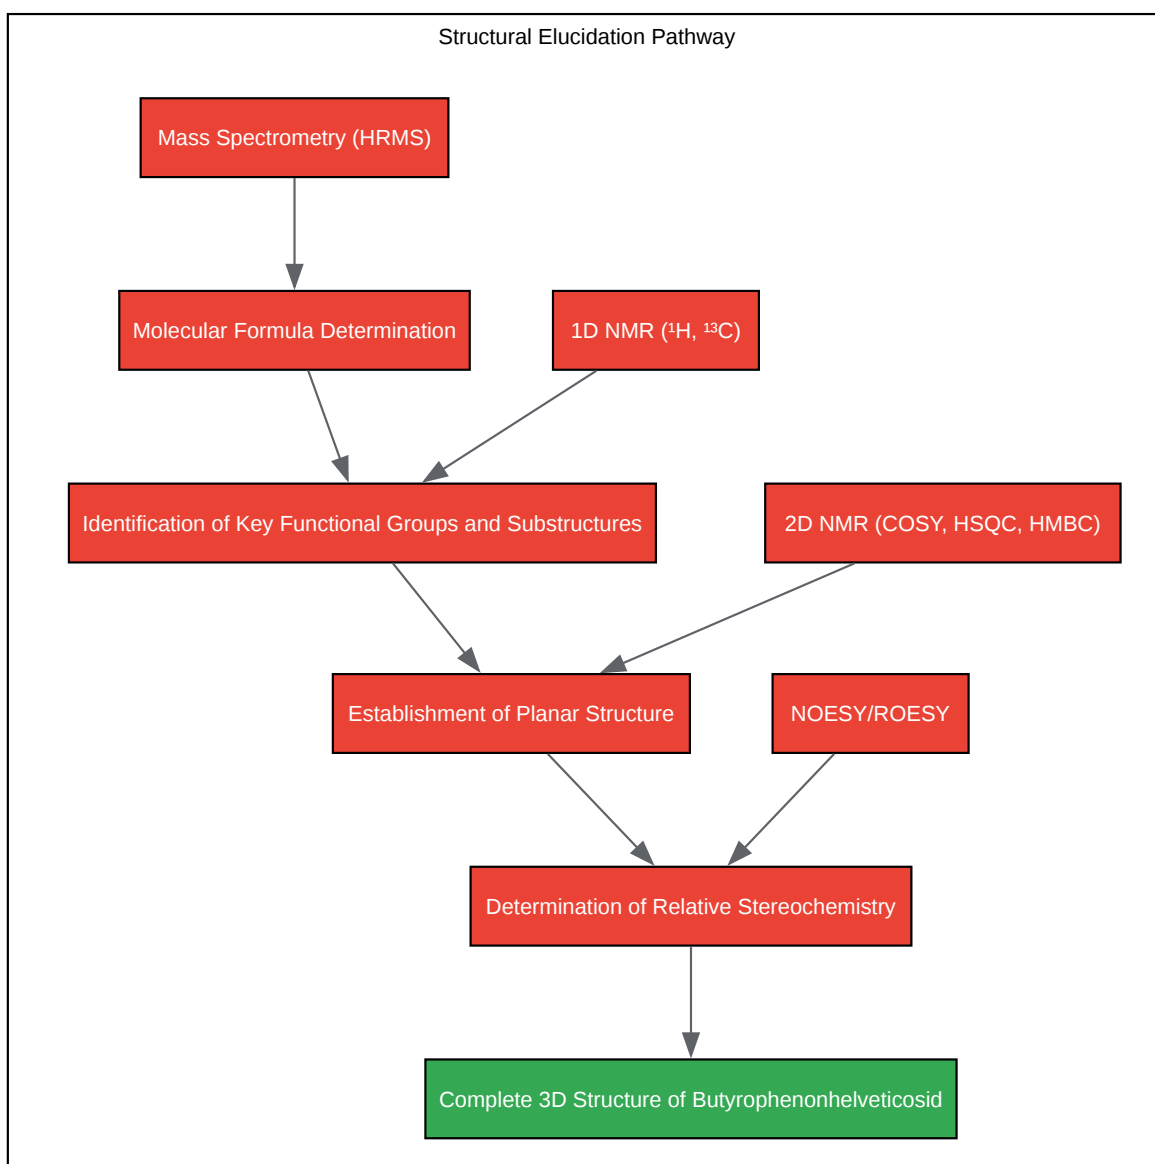 Structural Elucidation Pathway
Mass Spectrometry (HRMS)
Molecular Formula Determination
1D NMR (¹H, ¹³C)
Identification of Key Functional Groups and Substructures
2D NMR (COSY, HSQC, HMBC)
Establishment of Planar Structure
NOESY/ROESY
Determination of Relative Stereochemistry
Complete 3D Structure of Butyrophenonhelveticosid